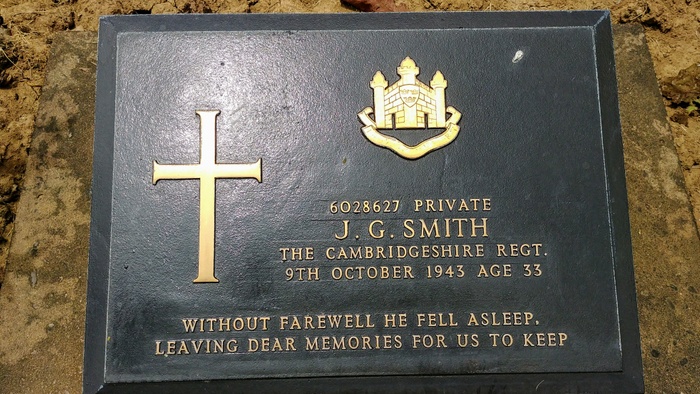 6028627 PRIVATE
J. G. SMITH
THE CAMBRIDGESHIRE REGT.
9TH OCTOBER 1943 AGE 33
WITHOUT FAREWELL HE FELL ASLEEP,
LEAVING DEAR MEMORIES FOR US TO KEEP